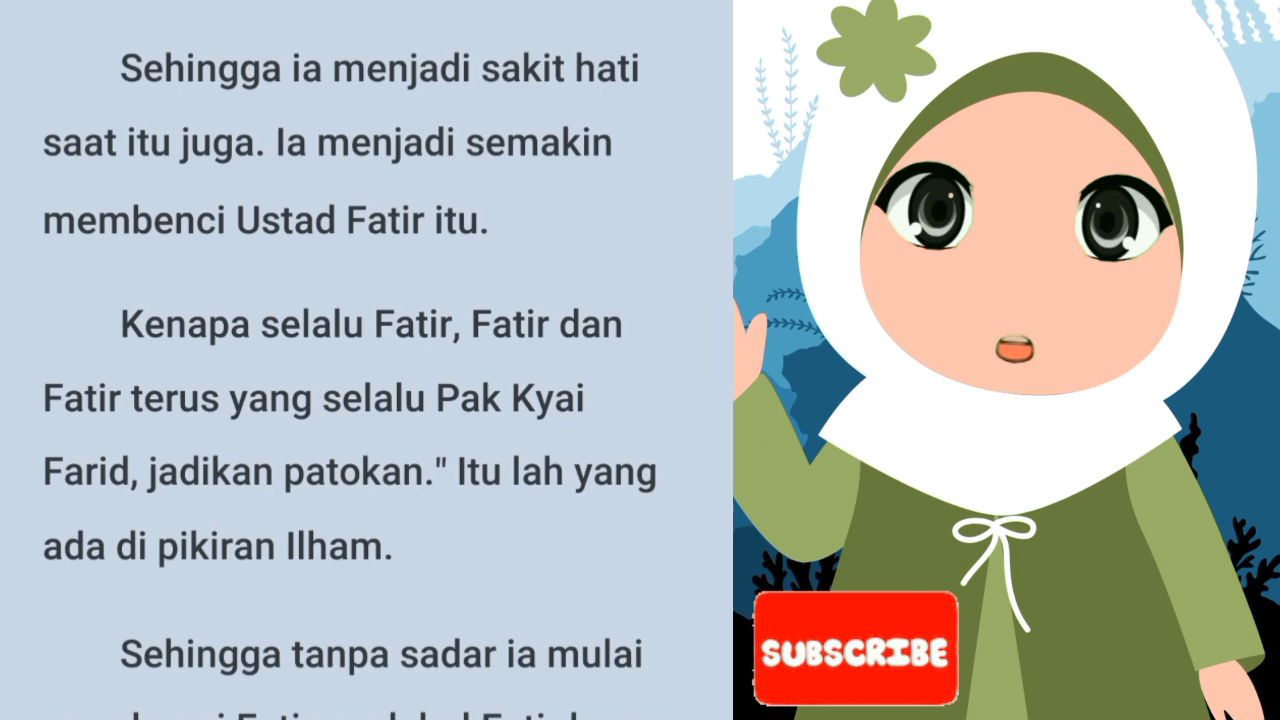 Sehingga ia menjadi sakit hati
saat itu juga. Ia menjadi semakin
membenci Ustad Fatir itu.
Kenapa selalu Fatir, Fatir dan
Fatir terus yang selalu Pak Kyai
Farid, jadikan patokan." Itu lah yang
ada di pikiran Ilham.
Sehingga tanpa sadar ia mulai
SUBSCRIBE